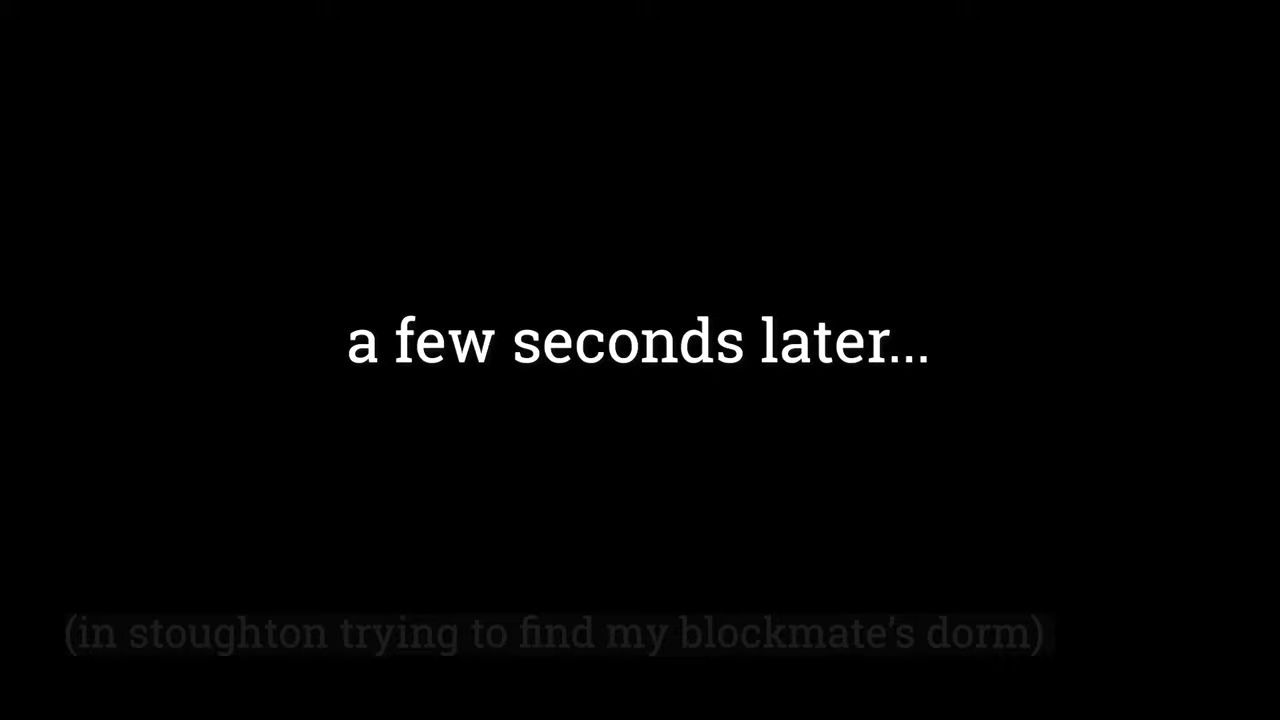 a few seconds later...
(in stoughton trying to find my blockmate's dorm)